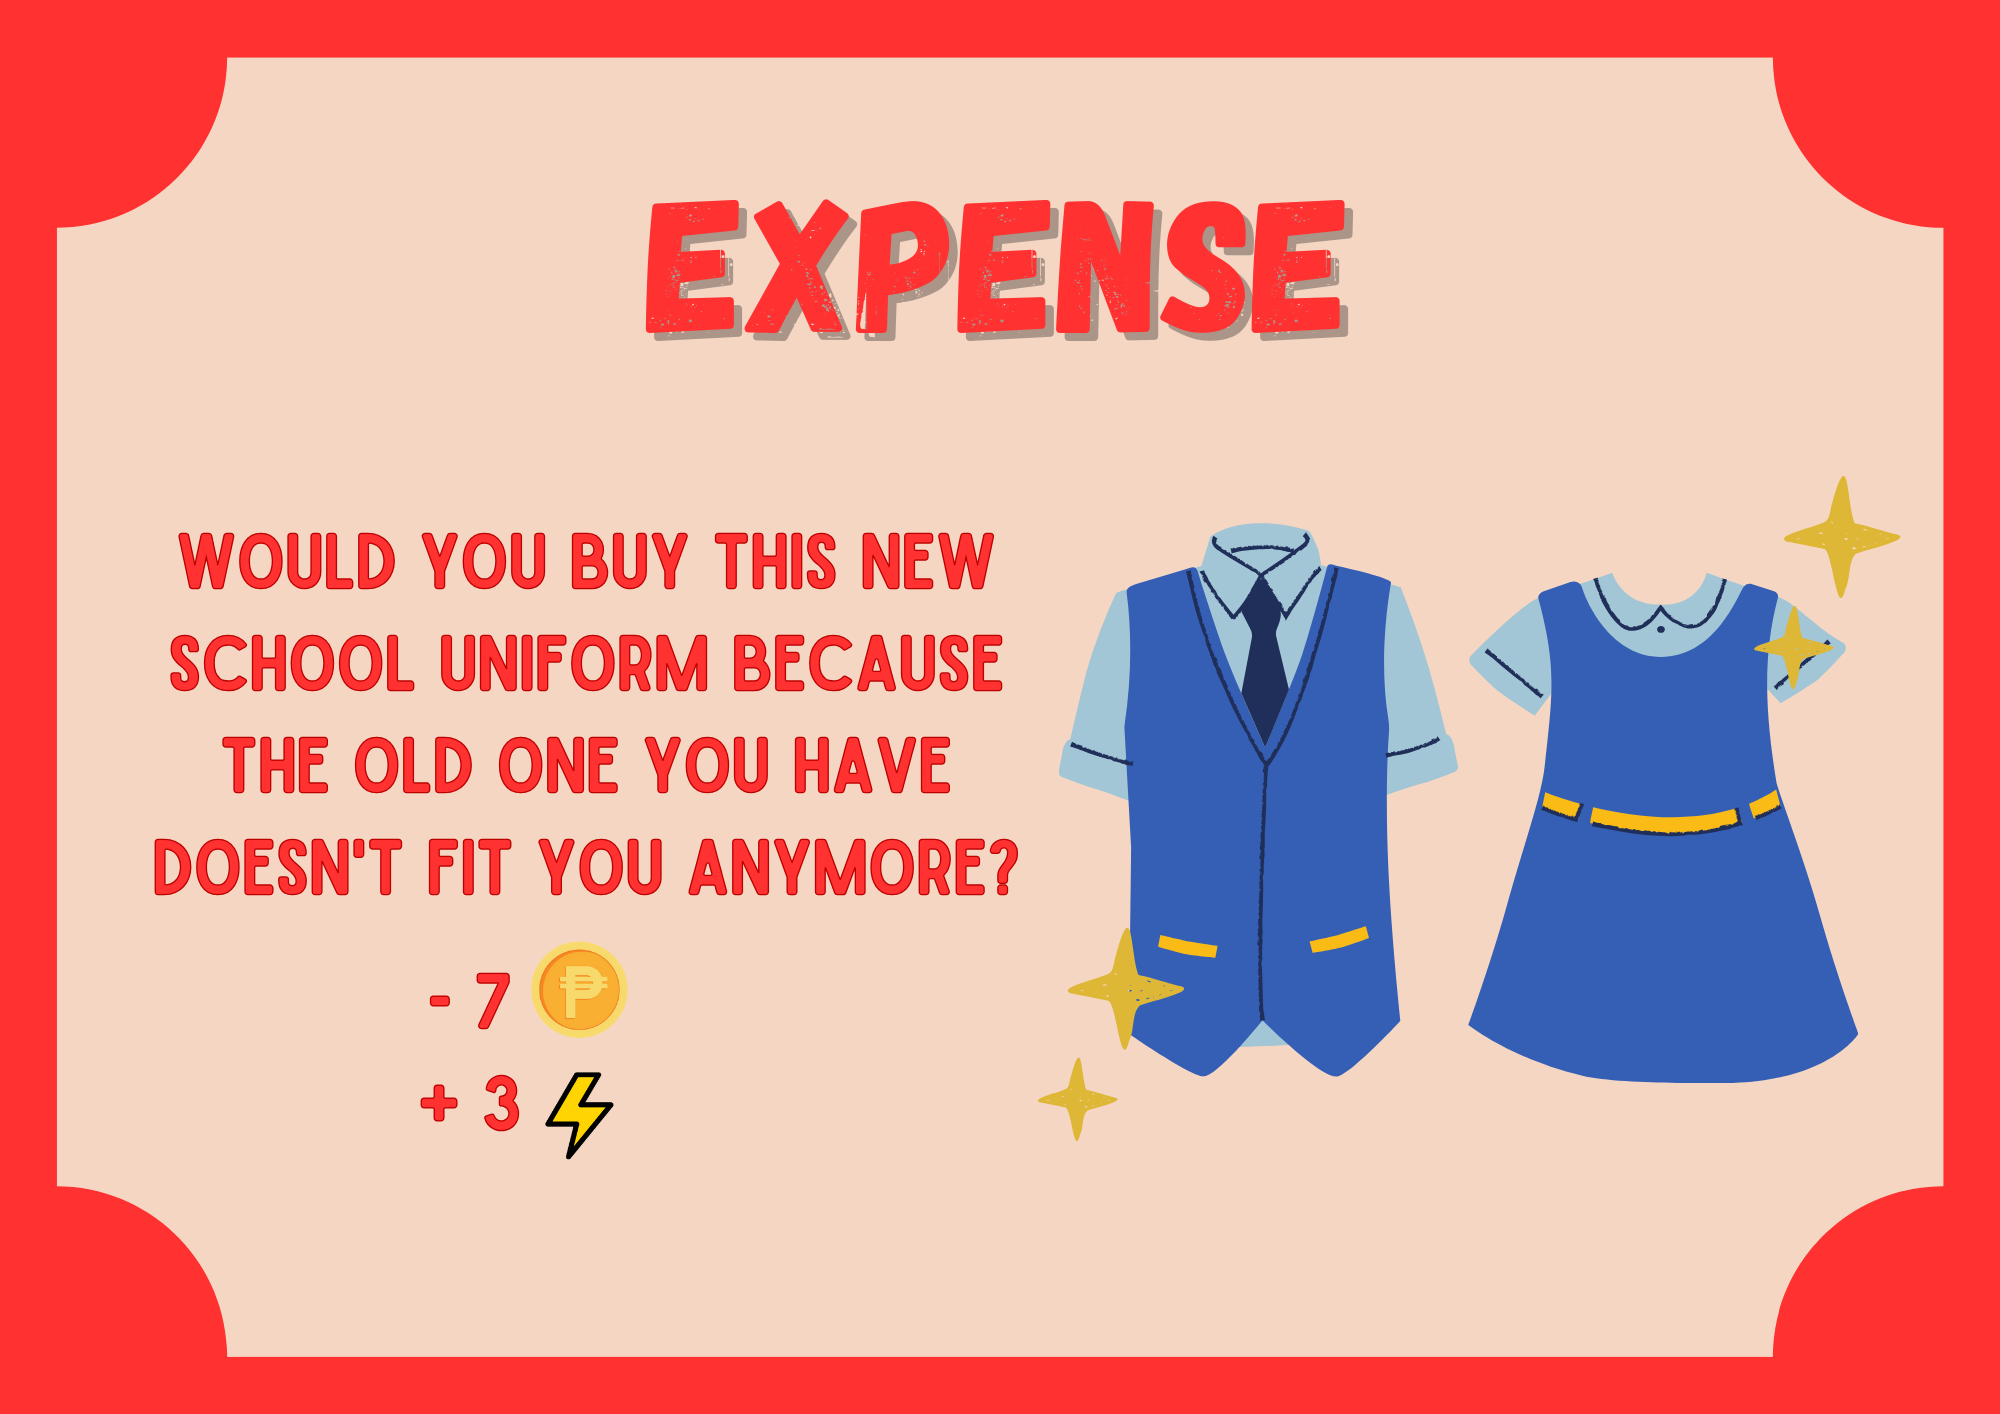 EXPENSE
WOULD YOU BUY THIS NEW
SCHOOL UNIFORM BECAUSE
THE OLD ONE YOU HAVE
DOESN'T FIT YOU ANYMORE?
- 7 ₱
+ 3